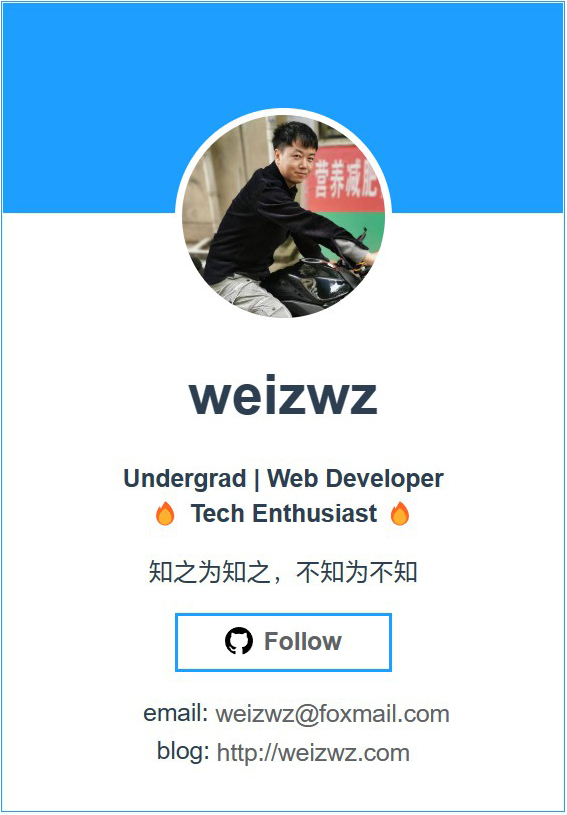 营养减肥
weizwz
Undergrad | Web Developer
🔥 Tech Enthusiast 🔥
知之为知之，不知为不知
Follow
email: weizwz@foxmail.com
blog: http://weizwz.com